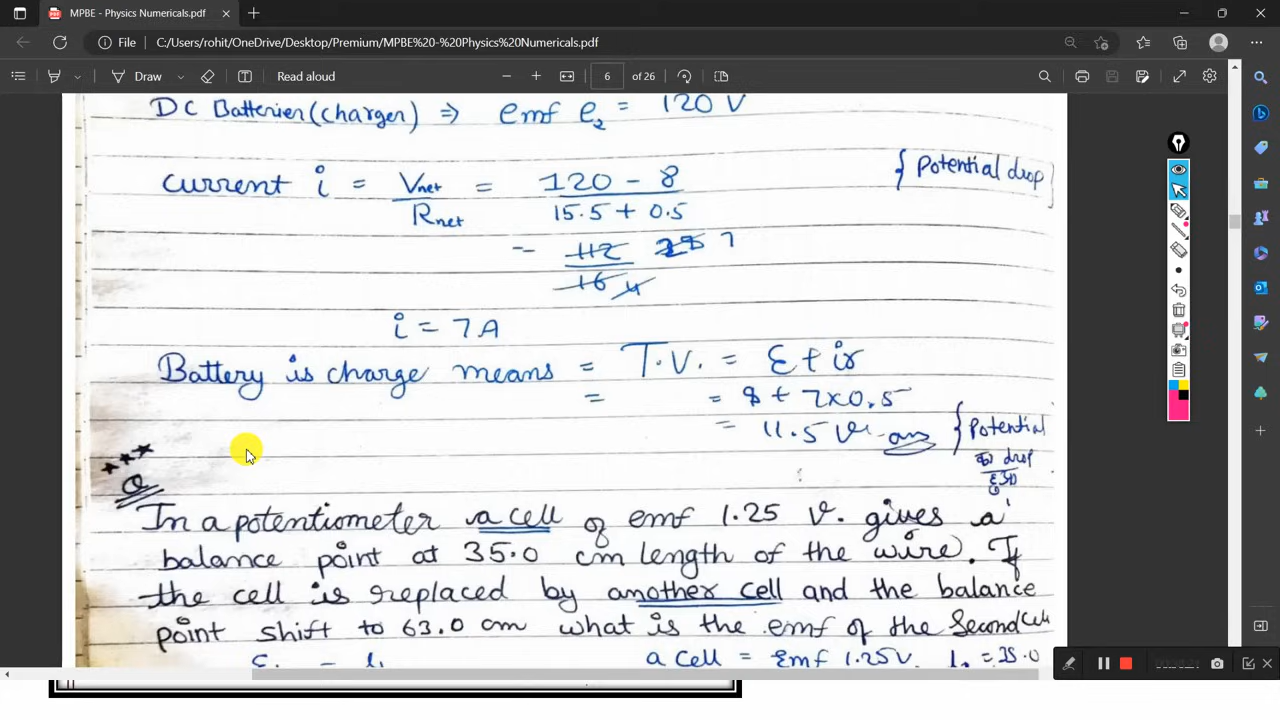 MPBE - Physics Numericals.pdf
File C:/Users/rohit/OneDrive/Desktop/Premium/MPBE%20-%20Physics%20Numericals.pdf
Draw Read aloud 6 of 26
DC Batterier(charger) ⇒ emf e₂ = 120 V
current i = Vnet/Rnet = (120 - 8)/(15.5 + 0.5) { Potential drop
= 112/16 28/4 7
i = 7A
Battery is charge means = T.V. = Ɛ + ir
= = 8 + 7x0.5
= 11.5 V ans { Potential
drop
Q
In a potentiometer a cell of emf 1.25 V. gives a
balance point at 35.0 cm length of the wire. If
the cell is replaced by another cell and the balance
point shift to 63.0 cm what is the emf of the Second Cell
a cell = emf 1.25V.